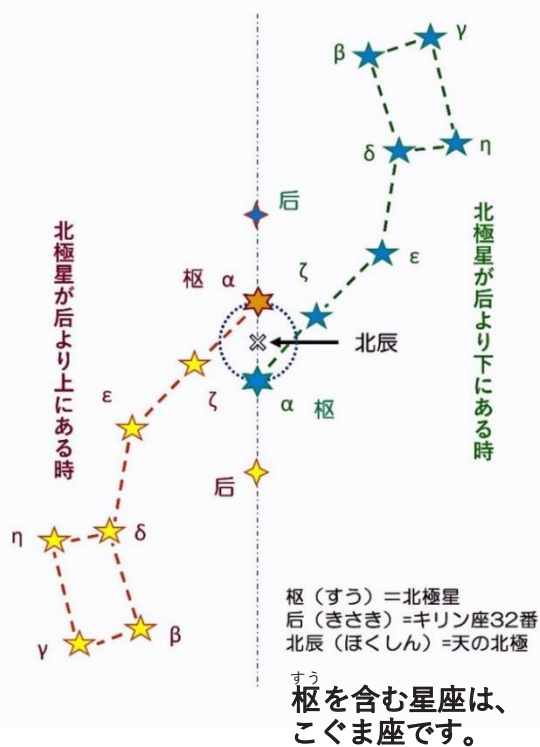 β
γ
δ
η
后
北極星が后より上にある時
北極星が后より下にある時
ε
枢 α
ζ
北辰
ε
ζ
α 枢
后
η
δ
γ
β
枢（すう）＝北極星
后（きさき）=キリン座32番
北辰（ほくしん）=天の北極
すう
枢を含む星座は、
こぐま座です。